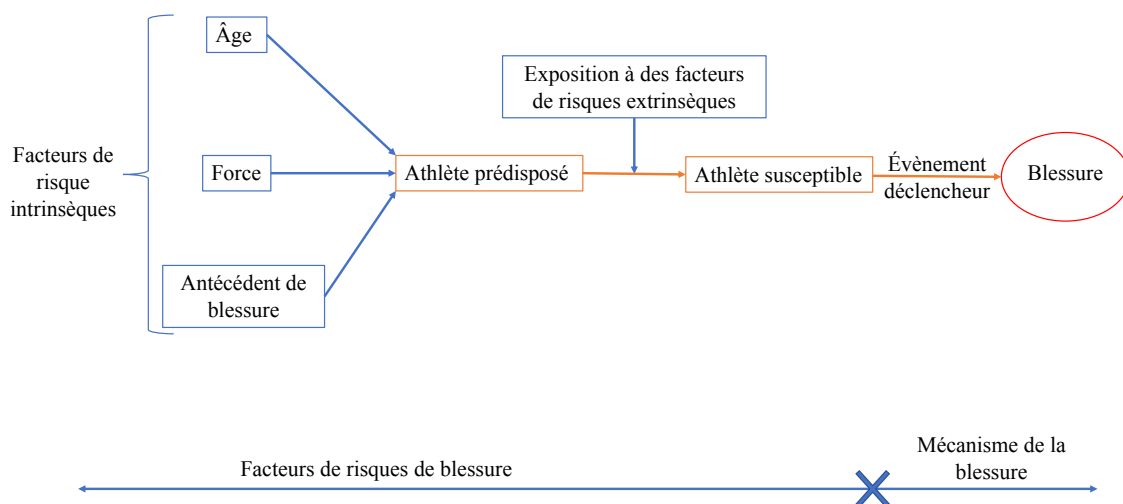 Âge
Exposition à des facteurs
de risques extrinsèques
Facteurs de
risque
intrinsèques
Force
Athlète prédisposé
Athlète susceptible
Évènement
déclencheur
Blessure
Antécédent de
blessure
Facteurs de risques de blessure
Mécanisme de la
blessure